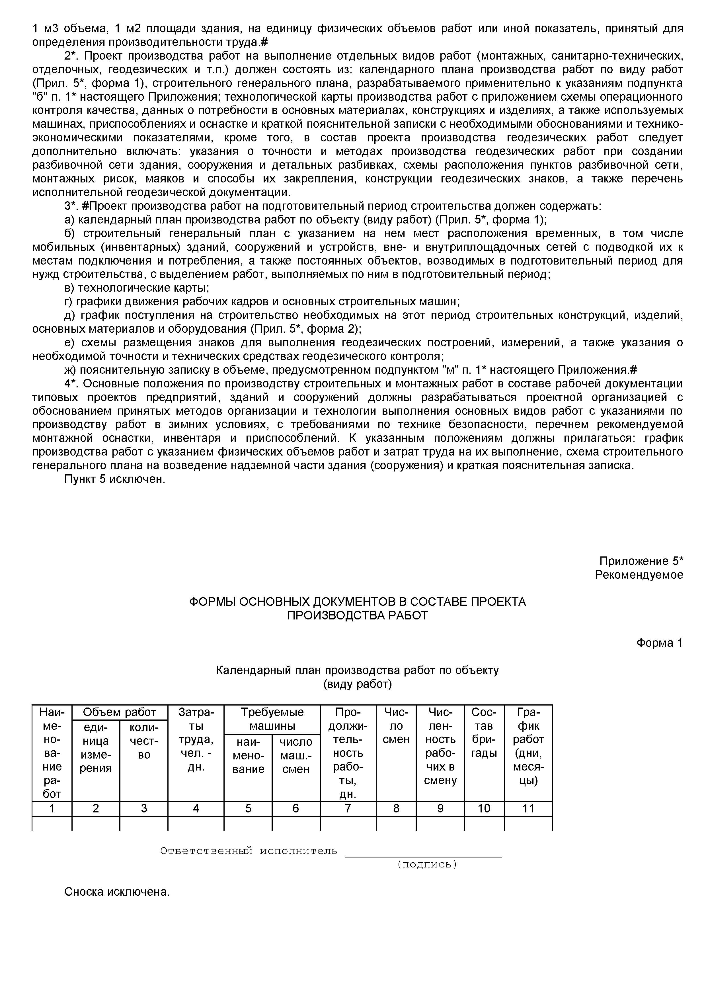 1 м3 объема, 1 м2 площади здания, на единицу физических объемов работ или иной показатель, принятый для
определения производительности труда.#
2*. Проект производства работ на выполнение отдельных видов работ (монтажных, санитарно-технических,
отделочных, геодезических и т.п.) должен состоять из: календарного плана производства работ по виду работ
(Прил. 5*, форма 1), строительного генерального плана, разрабатываемого применительно к указаниям подпункта
"б" п. 1* настоящего Приложения; технологической карты производства работ с приложением схемы операционного
контроля качества, данных о потребности в основных материалах, конструкциях и изделиях, а также используемых
машинах, приспособлениях и оснастке и краткой пояснительной записки с необходимыми обоснованиями и технико-
экономическими показателями, кроме того, в состав проекта производства геодезических работ следует
дополнительно включать: указания о точности и методах производства геодезических работ при создании
разбивочной сети здания, сооружения и детальных разбивках, схемы расположения пунктов разбивочной сети,
монтажных рисок, маяков и способы их закрепления, конструкции геодезических знаков, а также перечень
исполнительной геодезической документации.
3*. #Проект производства работ на подготовительный период строительства должен содержать:
а) календарный план производства работ по объекту (виду работ) (Прил. 5*, форма 1);
б) строительный генеральный план с указанием на нем мест расположения временных, в том числе
мобильных (инвентарных) зданий, сооружений и устройств, вне- и внутриплощадочных сетей с подводкой их к
местам подключения и потребления, а также постоянных объектов, возводимых в подготовительный период для
нужд строительства, с выделением работ, выполняемых по ним в подготовительный период;
в) технологические карты;
г) графики движения рабочих кадров и основных строительных машин;
д) график поступления на строительство необходимых на этот период строительных конструкций, изделий,
основных материалов и оборудования (Прил. 5*, форма 2);
е) схемы размещения знаков для выполнения геодезических построений, измерений, а также указания о
необходимой точности и технических средствах геодезического контроля;
ж) пояснительную записку в объеме, предусмотренном подпунктом "м" п. 1* настоящего Приложения.#
4*. Основные положения по производству строительных и монтажных работ в составе рабочей документации
типовых проектов предприятий, зданий и сооружений должны разрабатываться проектной организацией с
обоснованием принятых методов организации и технологии выполнения основных видов работ с указаниями по
производству работ в зимних условиях, с требованиями по технике безопасности, перечнем рекомендуемой
монтажной оснастки, инвентаря и приспособлений. К указанным положениям должны прилагаться: график
производства работ с указанием физических объемов работ и затрат труда на их выполнение, схема строительного
генерального плана на возведение надземной части здания (сооружения) и краткая пояснительная записка.
Пункт 5 исключен.
Приложение 5*
Рекомендуемое
ФОРМЫ ОСНОВНЫХ ДОКУМЕНТОВ В СОСТАВЕ ПРОЕКТА
ПРОИЗВОДСТВА РАБОТ
Форма 1
Календарный план производства работ по объекту
(виду работ)
Наи-
ме-
но-
ва-
ние
ра-
бот
Объем работ
еди-
ница
изме-
рения
коли-
чест-
во
Затра-
ты
труда,
чел. -
дн.
Требуемые
машины
наи-
мено-
вание
число
маш.-
смен
Про-
должи-
тель-
ность
рабо-
ты,
дн.
Чис-
ло
смен
Чис-
лен-
ность
рабо-
чих в
смену
Сос-
тав
бри-
гады
Гра-
фик
работ
(дни,
меся-
цы)
1 2 3 4 5 6 7 8 9 10 11
Ответственный исполнитель
(подпись)
Сноска исключена.